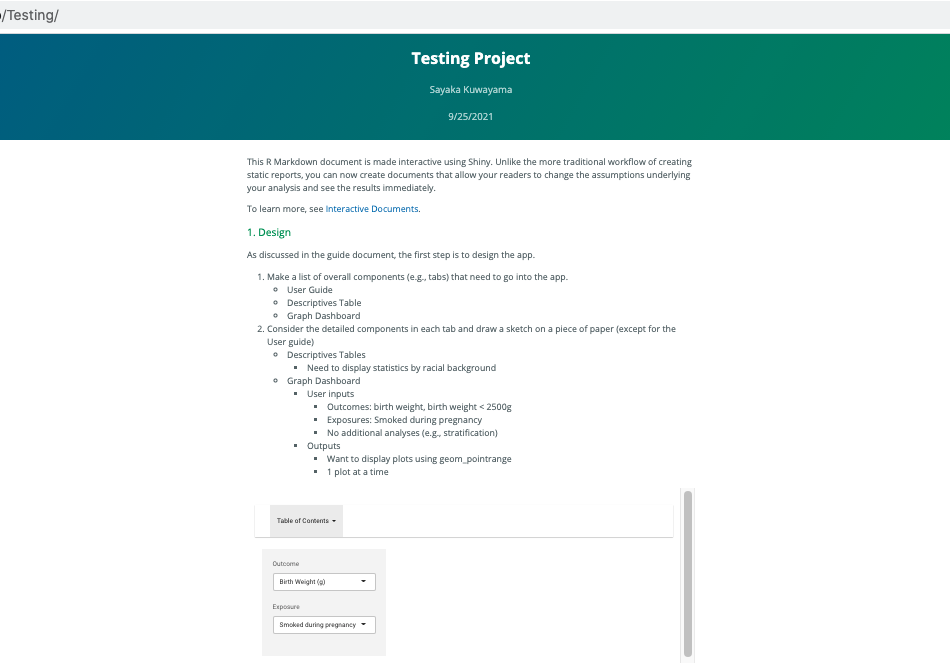 /Testing/
Testing Project
Sayaka Kuwayama
9/25/2021
This R Markdown document is made interactive using Shiny. Unlike the more traditional workflow of creating
static reports, you can now create documents that allow your readers to change the assumptions underlying
your analysis and see the results immediately.
To learn more, see Interactive Documents.
1. Design
As discussed in the guide document, the first step is to design the app.
1. Make a list of overall components (e.g., tabs) that need to go into the app.
User Guide
Descriptives Table
Graph Dashboard
2. Consider the detailed components in each tab and draw a sketch on a piece of paper (except for the
User guide)
Descriptives Tables
Need to display statistics by racial background
Graph Dashboard
User inputs
Outcomes: birth weight, birth weight < 2500g
Exposures: Smoked during pregnancy
No additional analyses (e.g., stratification)
Outputs
Want to display plots using geom_pointrange
1 plot at a time
Table of Contents
Outcome
Birth Weight (g)
Exposure
Smoked during pregnancy